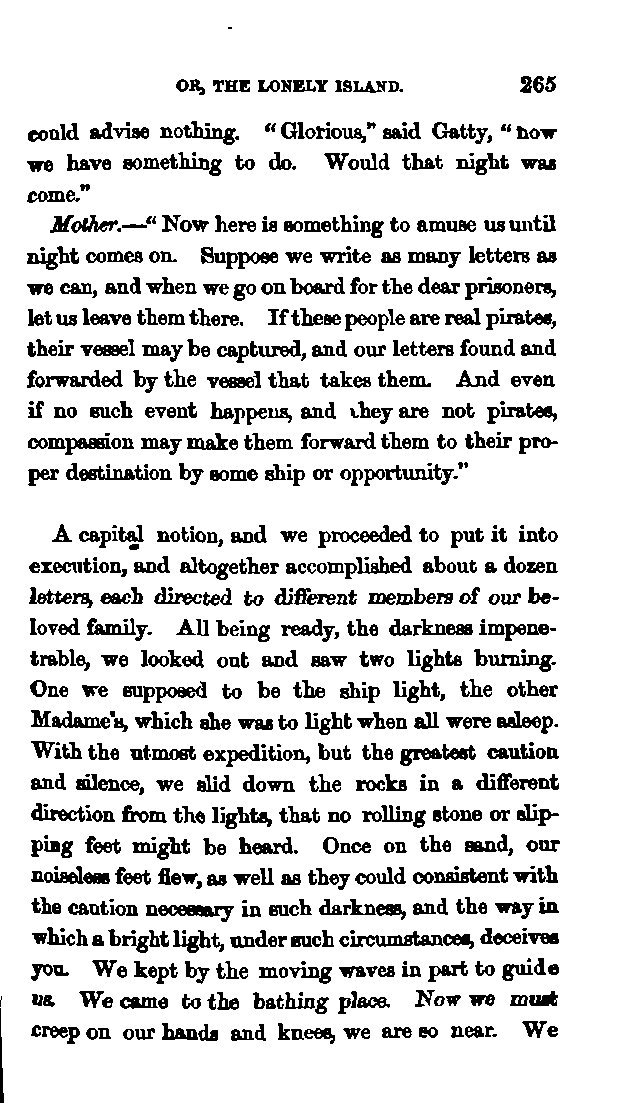 OR, THE LONELY ISLAND. 265
could advise nothing. “Glorious,” said Gatty, “now
we have something to do. Would that night was
come.”
Mother.—“Now here is something to amuse us until
night comes on. Suppose we write as many letters as
we can, and when we go on board for the dear prisoners,
let us leave them there. If these people are real pirates,
their vessel may be captured, and our letters found and
forwarded by the vessel that takes them. And even
if no such event happens, and they are not pirates,
compassion may make them forward them to their pro-
per destination by some ship or opportunity.”
A capital notion, and we proceeded to put it into
execution, and altogether accomplished about a dozen
letters, each directed to different members of our be-
loved family. All being ready, the darkness impene-
trable, we looked out and saw two lights burning.
One we supposed to be the ship light, the other
Madame's, which she was to light when all were asleep.
With the utmost expedition, but the greatest caution
and silence, we slid down the rocks in a different
direction from the lights, that no rolling stone or slip-
ping feet might be heard. Once on the sand, our
noiseless feet flew, as well as they could consistent with
the caution necessary in such darkness, and the way in
which a bright light, under such circumstances, deceives
you. We kept by the moving waves in part to guide
us. We came to the bathing place. Now we must
creep on our hands and knees, we are so near. We